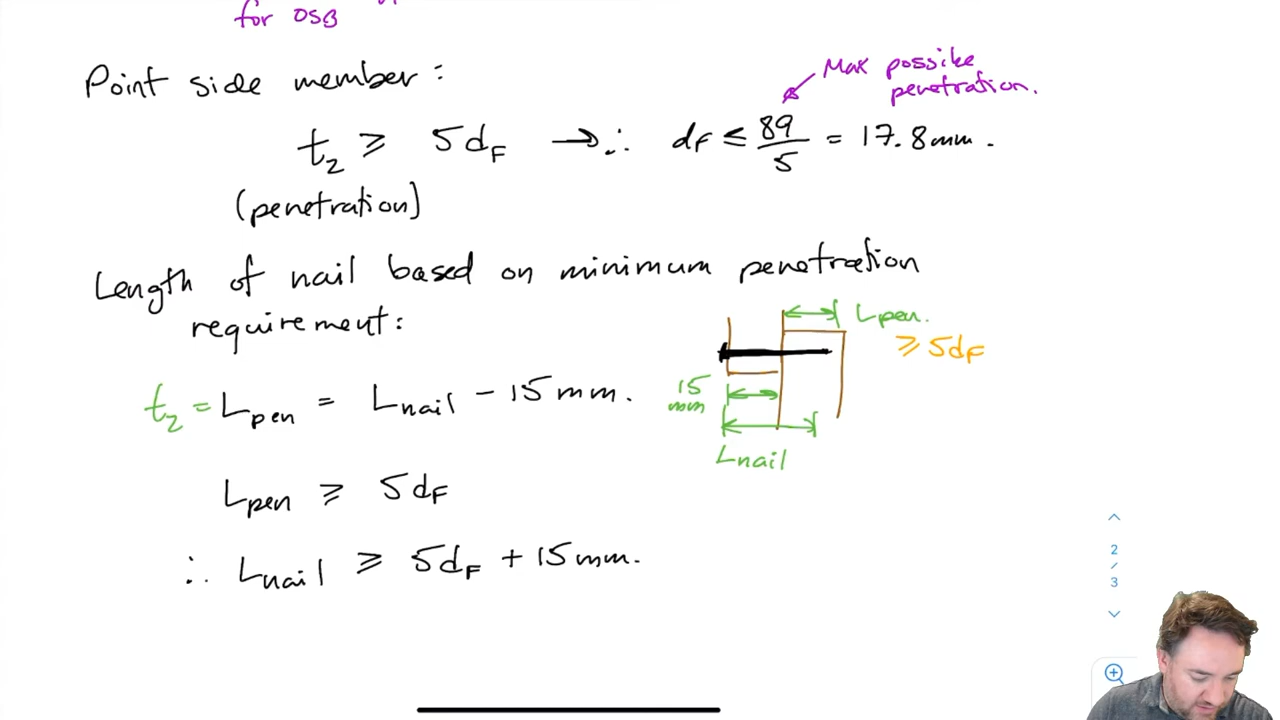 for OSB
Point side member:
Max possible
penetration.
t₂ ≥ 5dF → ∴ dF ≤ 89/5 = 17.8mm.
(penetration)
Length of nail based on minimum penetration
requirement:
Lpen.
≥ 5dF
15
mm
Lnail
t₂ = Lpen = Lnail - 15mm.
Lpen ≥ 5dF
∴ Lnail ≥ 5dF + 15mm.
2
/
3